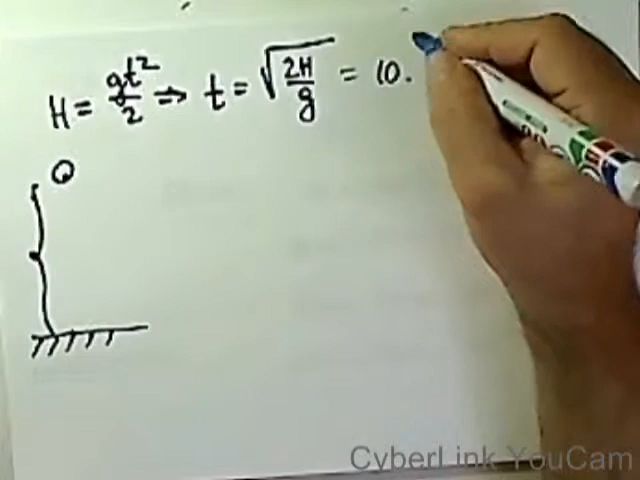 H = gt²/2 => t = √(2H/g) = 10.
CyberLink YouCam